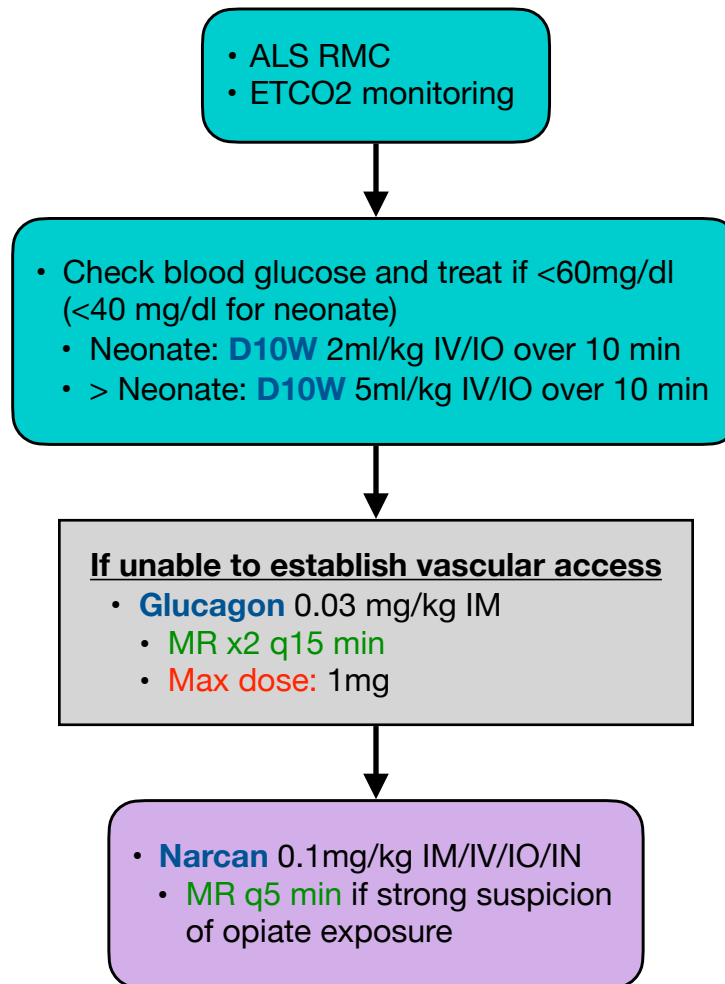 • ALS RMC
• ETCO2 monitoring
• Check blood glucose and treat if <60mg/dl
(<40 mg/dl for neonate)
• Neonate: D10W 2ml/kg IV/IO over 10 min
• > Neonate: D10W 5ml/kg IV/IO over 10 min
If unable to establish vascular access
• Glucagon 0.03 mg/kg IM
• MR x2 q15 min
• Max dose: 1mg
• Narcan 0.1mg/kg IM/IV/IO/IN
• MR q5 min if strong suspicion
of opiate exposure